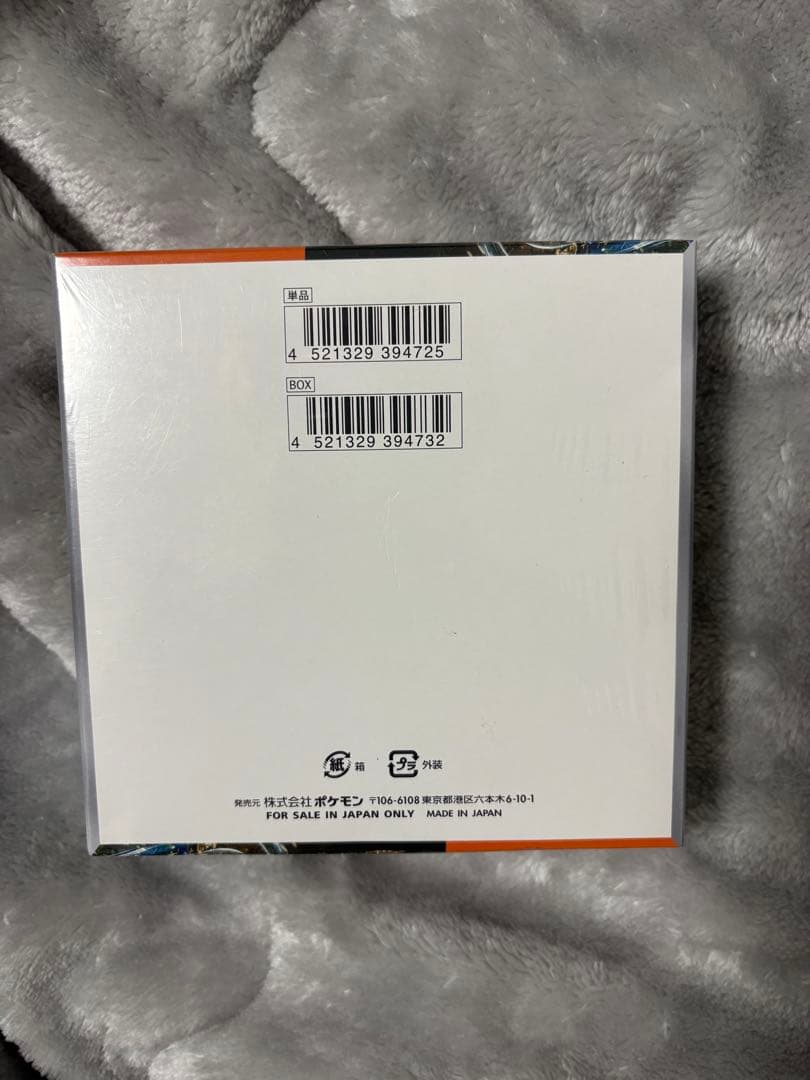 単品
4 521329 394725
BOX
4 521329 394732
紙 箱 プラ 外装
発売元 株式会社 ポケモン 〒106-6108 東京都港区六本木6-10-1
FOR SALE IN JAPAN ONLY MADE IN JAPAN